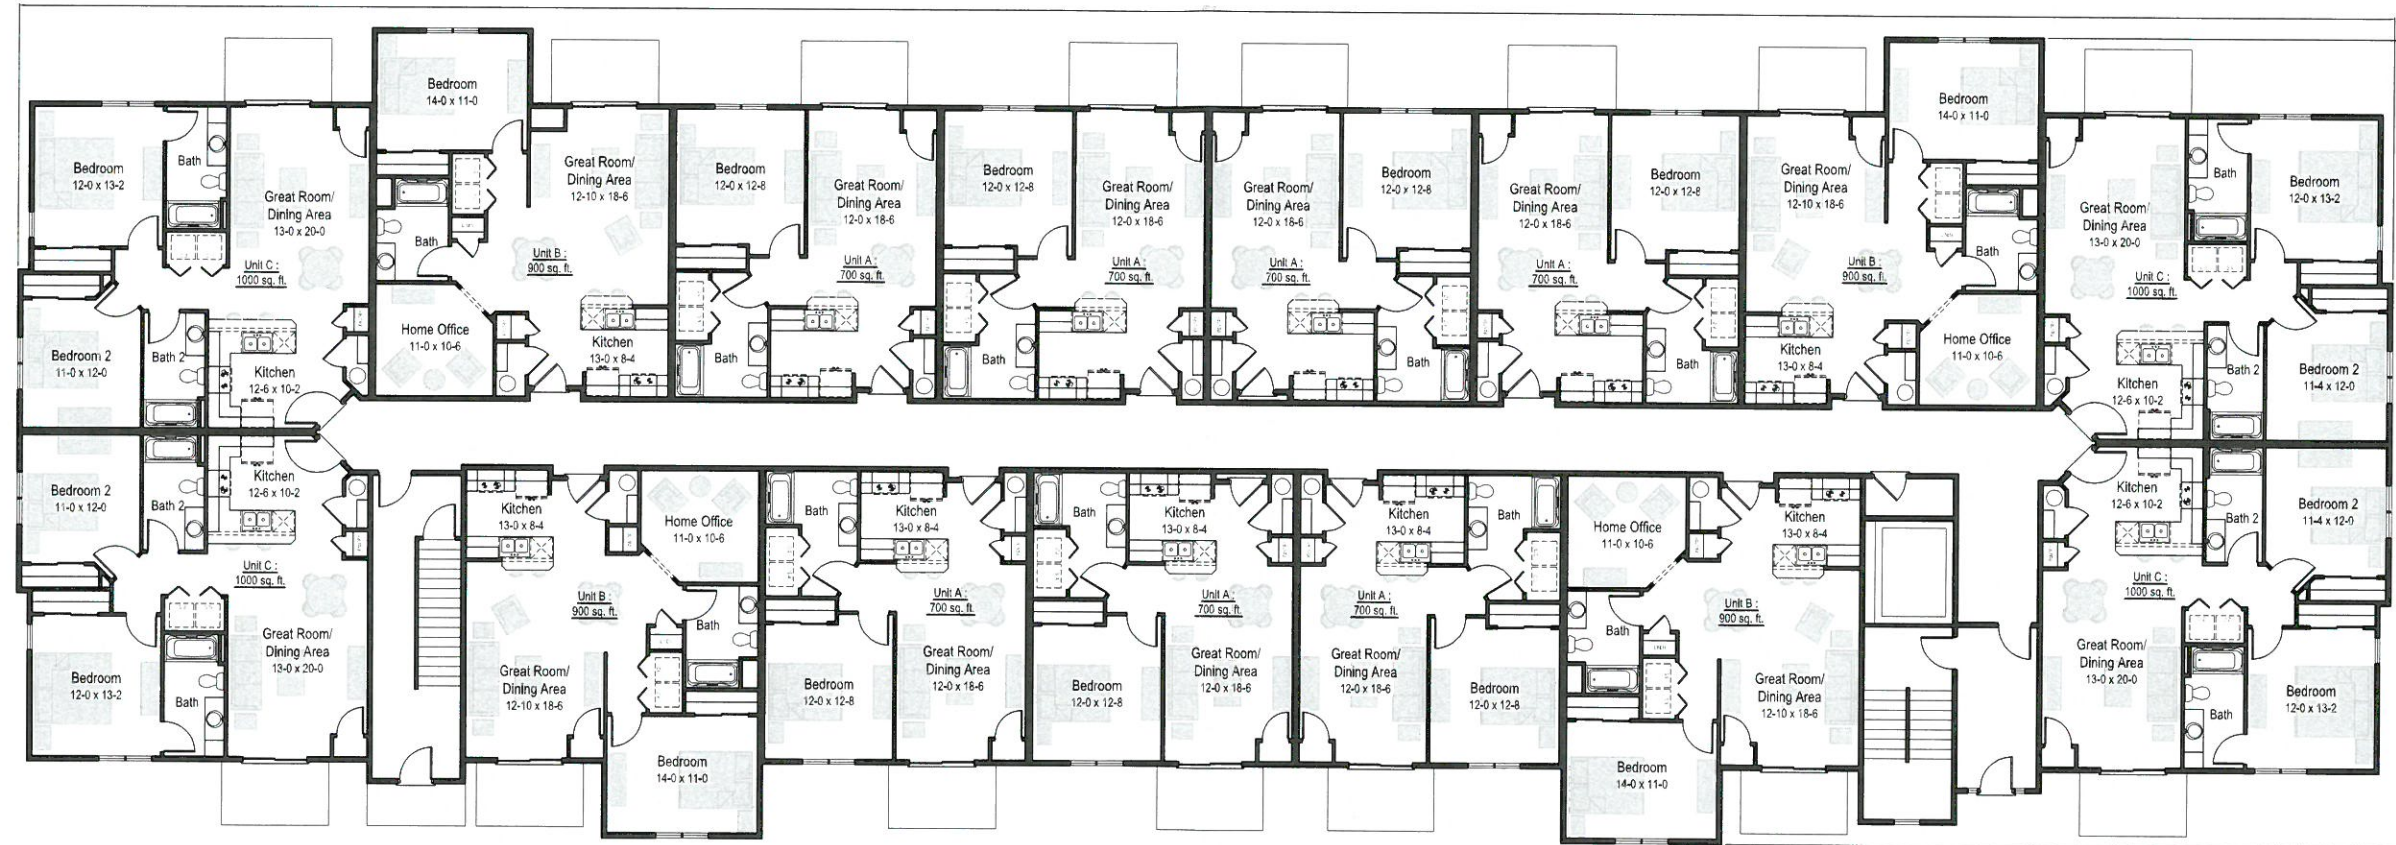 Bedroom
12-0 x 13-2
Bath
Great Room/
Dining Area
13-0 x 20-0
Unit C :
1000 sq. ft.
Bedroom 2
11-0 x 12-0
Bath 2
Kitchen
12-6 x 10-2
Bedroom
14-0 x 11-0
Bath
Home Office
11-0 x 10-6
Great Room/
Dining Area
12-10 x 18-6
Unit B :
900 sq. ft.
Kitchen
13-0 x 8-4
Bedroom
12-0 x 12-8
Great Room/
Dining Area
12-0 x 18-6
Unit A :
700 sq. ft.
Bath
Bedroom
12-0 x 12-8
Great Room/
Dining Area
12-0 x 18-6
Unit A :
700 sq. ft.
Bath
Great Room/
Dining Area
12-0 x 18-6
Unit A :
700 sq. ft.
Bedroom
12-0 x 12-8
Bath
Great Room/
Dining Area
12-0 x 18-6
Unit A :
700 sq. ft.
Bedroom
12-0 x 12-8
Bath
Great Room/
Dining Area
12-10 x 18-6
Unit B :
900 sq. ft.
Kitchen
13-0 x 8-4
Bedroom
14-0 x 11-0
Bath
Home Office
11-0 x 10-6
Great Room/
Dining Area
13-0 x 20-0
Unit C :
1000 sq. ft.
Kitchen
12-6 x 10-2
Bath
Bedroom
12-0 x 13-2
Bath 2
Bedroom 2
11-4 x 12-0
Bedroom 2
11-0 x 12-0
Bath 2
Kitchen
12-6 x 10-2
Unit C :
1000 sq. ft.
Great Room/
Dining Area
13-0 x 20-0
Bedroom
12-0 x 13-2
Bath
Kitchen
13-0 x 8-4
Home Office
11-0 x 10-6
Unit B :
900 sq. ft.
Bath
Great Room/
Dining Area
12-10 x 18-6
Bedroom
14-0 x 11-0
Bath
Kitchen
13-0 x 8-4
Unit A :
700 sq. ft.
Great Room/
Dining Area
12-0 x 18-6
Bedroom
12-0 x 12-8
Bath
Kitchen
13-0 x 8-4
Unit A :
700 sq. ft.
Great Room/
Dining Area
12-0 x 18-6
Bedroom
12-0 x 12-8
Kitchen
13-0 x 8-4
Bath
Unit A :
700 sq. ft.
Great Room/
Dining Area
12-0 x 18-6
Bedroom
12-0 x 12-8
Home Office
11-0 x 10-6
Kitchen
13-0 x 8-4
Unit B :
900 sq. ft.
Bath
Great Room/
Dining Area
12-10 x 18-6
Bedroom
14-0 x 11-0
Kitchen
12-6 x 10-2
Bath 2
Bedroom 2
11-4 x 12-0
Unit C :
1000 sq. ft.
Great Room/
Dining Area
13-0 x 20-0
Bath
Bedroom
12-0 x 13-2